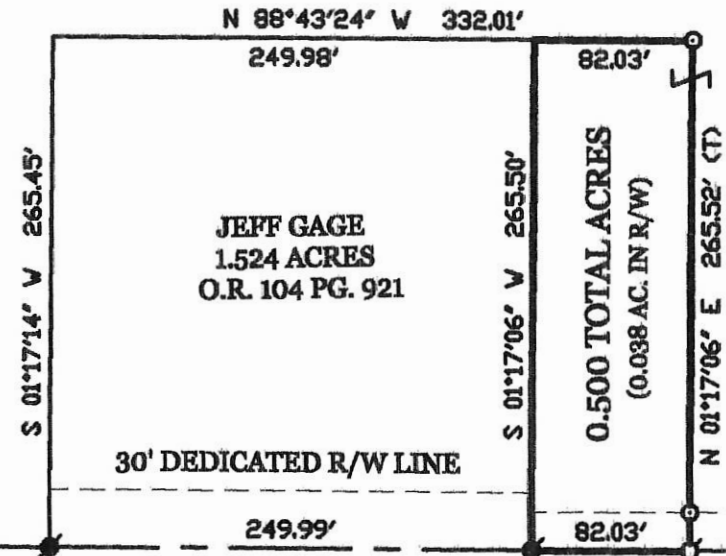 N 88°43'24" W 332.01'
249.98'
82.03'
S 01°17'14" W 265.45'
JEFF GAGE
1.524 ACRES
O.R. 104 PG. 921
S 01°17'06" W 265.50'
0.500 TOTAL ACRES
(0.038 AC. IN R/W)
N 01°17'06" E 265.52' (T)
30' DEDICATED R/W LINE
249.99'
82.03'